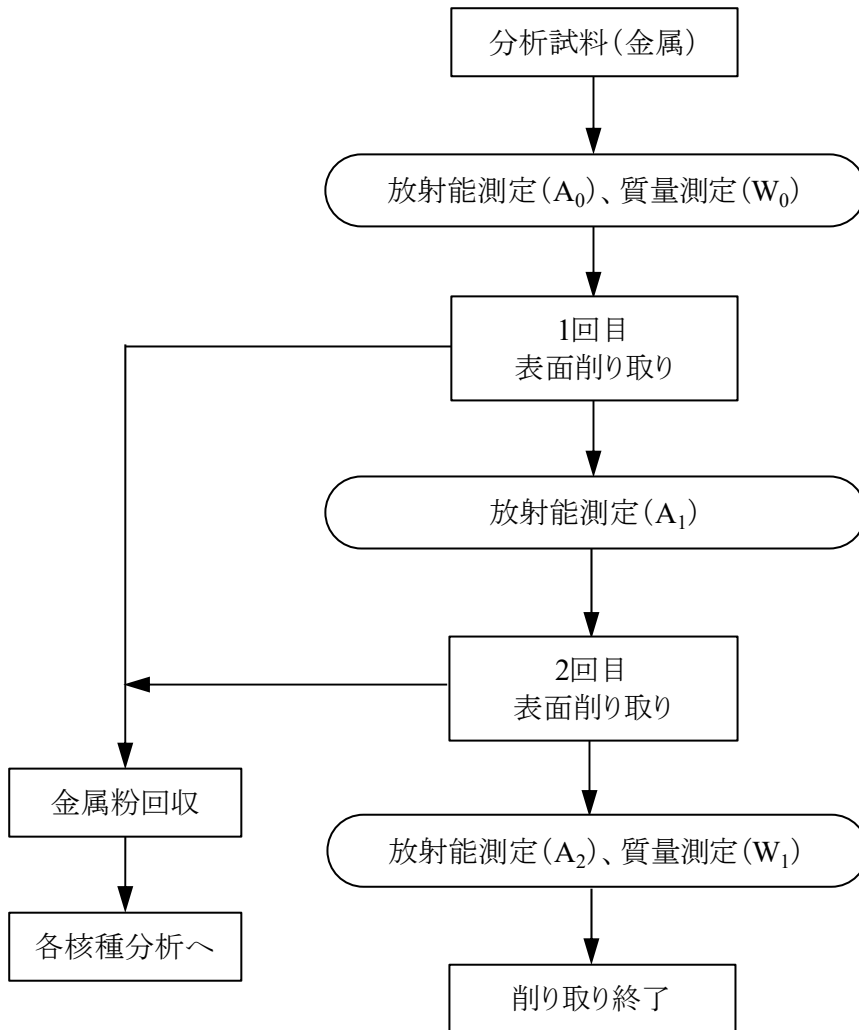 分析試料(金属)
放射能測定(A₀)、質量測定(W₀)
1回目
表面削り取り
放射能測定(A₁)
2回目
表面削り取り
金属粉回収
放射能測定(A₂)、質量測定(W₁)
各核種分析へ
削り取り終了